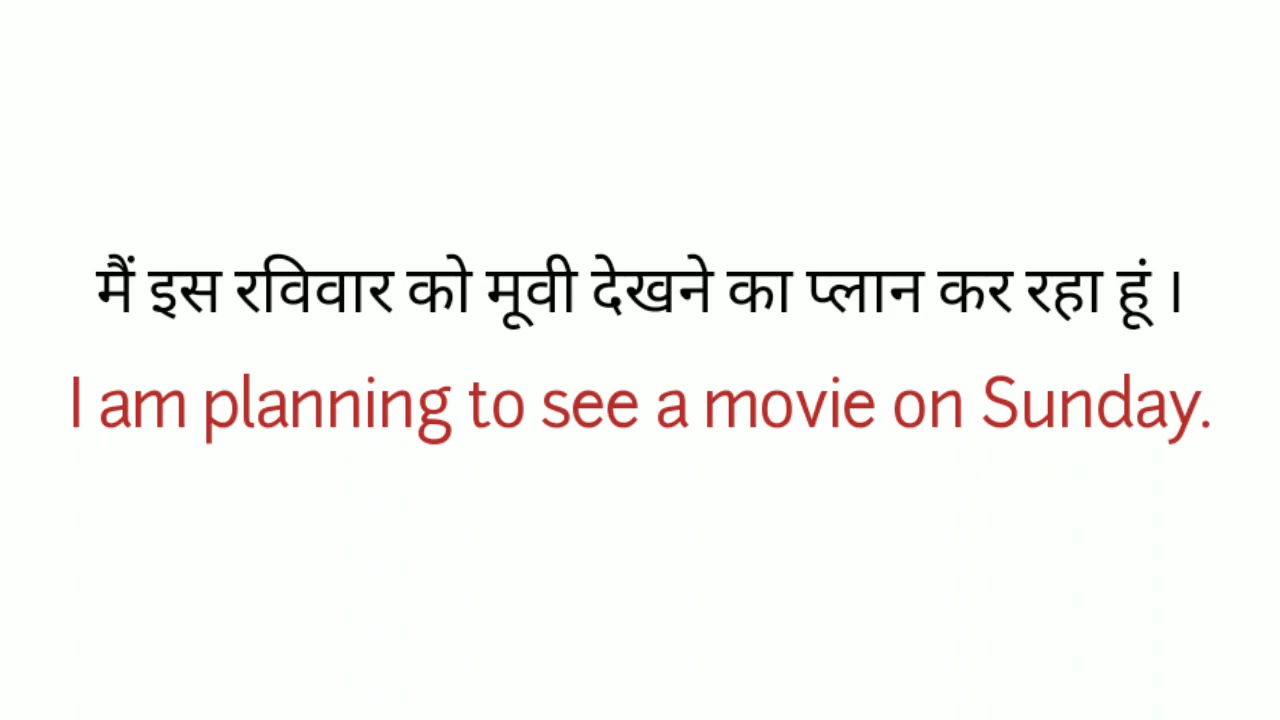 मैं इस रविवार को मूवी देखने का प्लान कर रहा हूं ।
I am planning to see a movie on Sunday.